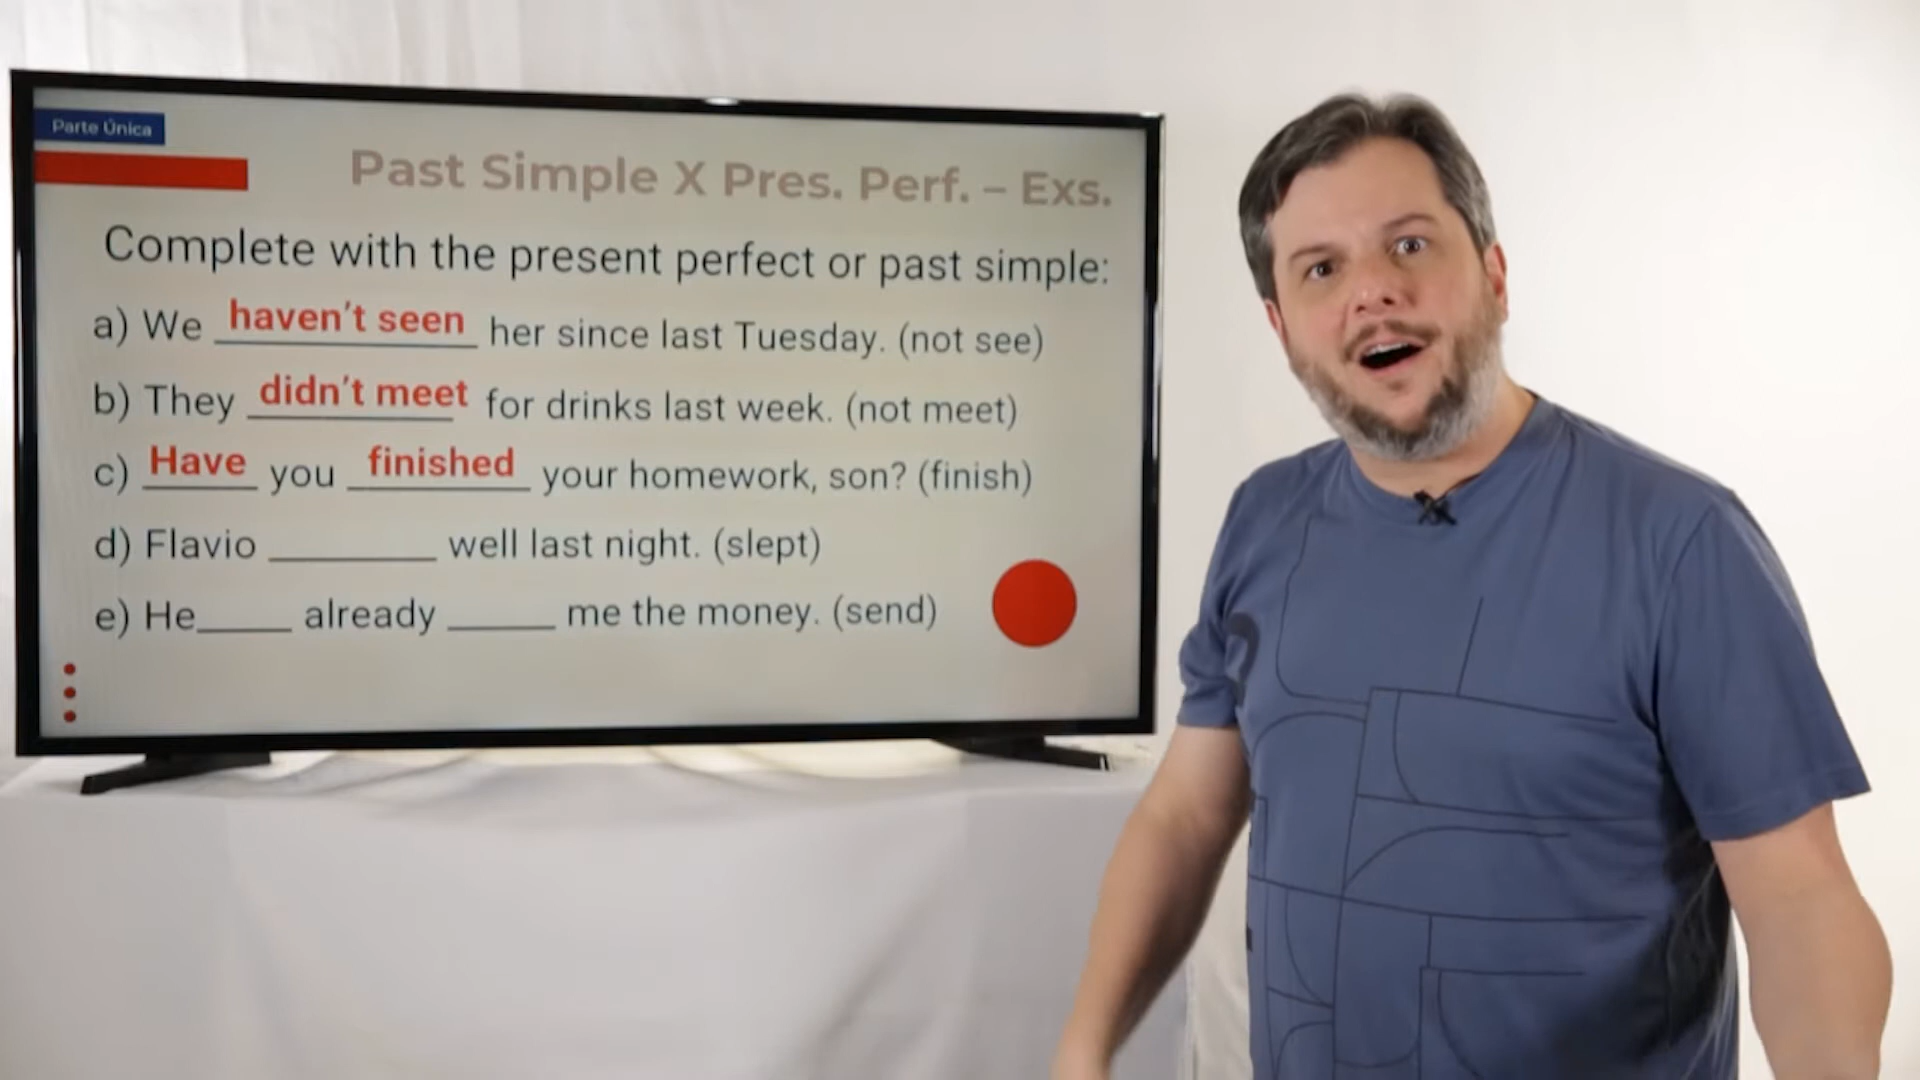 Parte Única
Past Simple X Pres. Perf. – Exs.
Complete with the present perfect or past simple:
a) We haven't seen her since last Tuesday. (not see)
b) They didn't meet for drinks last week. (not meet)
c) Have you finished your homework, son? (finish)
d) Flavio ________ well last night. (slept)
e) He____ already _____ me the money. (send)